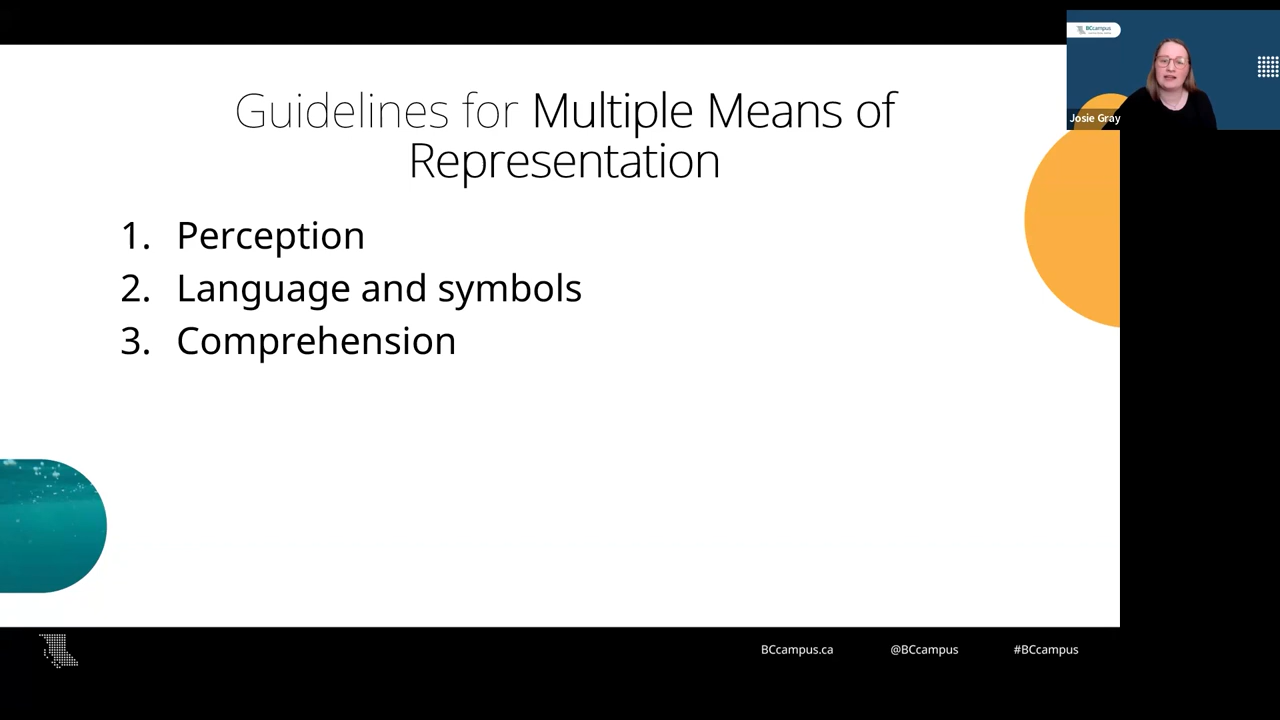 Guidelines for Multiple Means of
Representation
1. Perception
2. Language and symbols
3. Comprehension
BCcampus
Josie Gray
BCcampus.ca
@BCcampus
#BCcampus